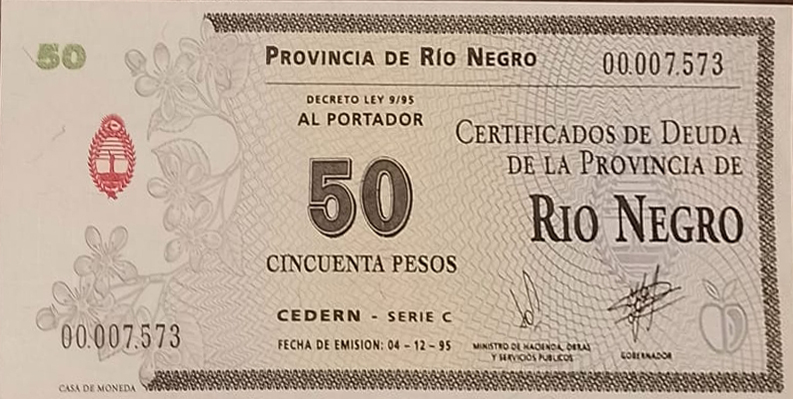 50
PROVINCIA DE RÍO NEGRO
00.007.573
DECRETO LEY 9/95
AL PORTADOR
CERTIFICADOS DE DEUDA
DE LA PROVINCIA DE
RIO NEGRO
50
CINCUENTA PESOS
CEDERN - SERIE C
FECHA DE EMISION: 04 - 12 - 95
MINISTRO DE HACIENDA, OBRAS
Y SERVICIOS PUBLICOS
GOBERNADOR
00.007.573
CASA DE MONEDA